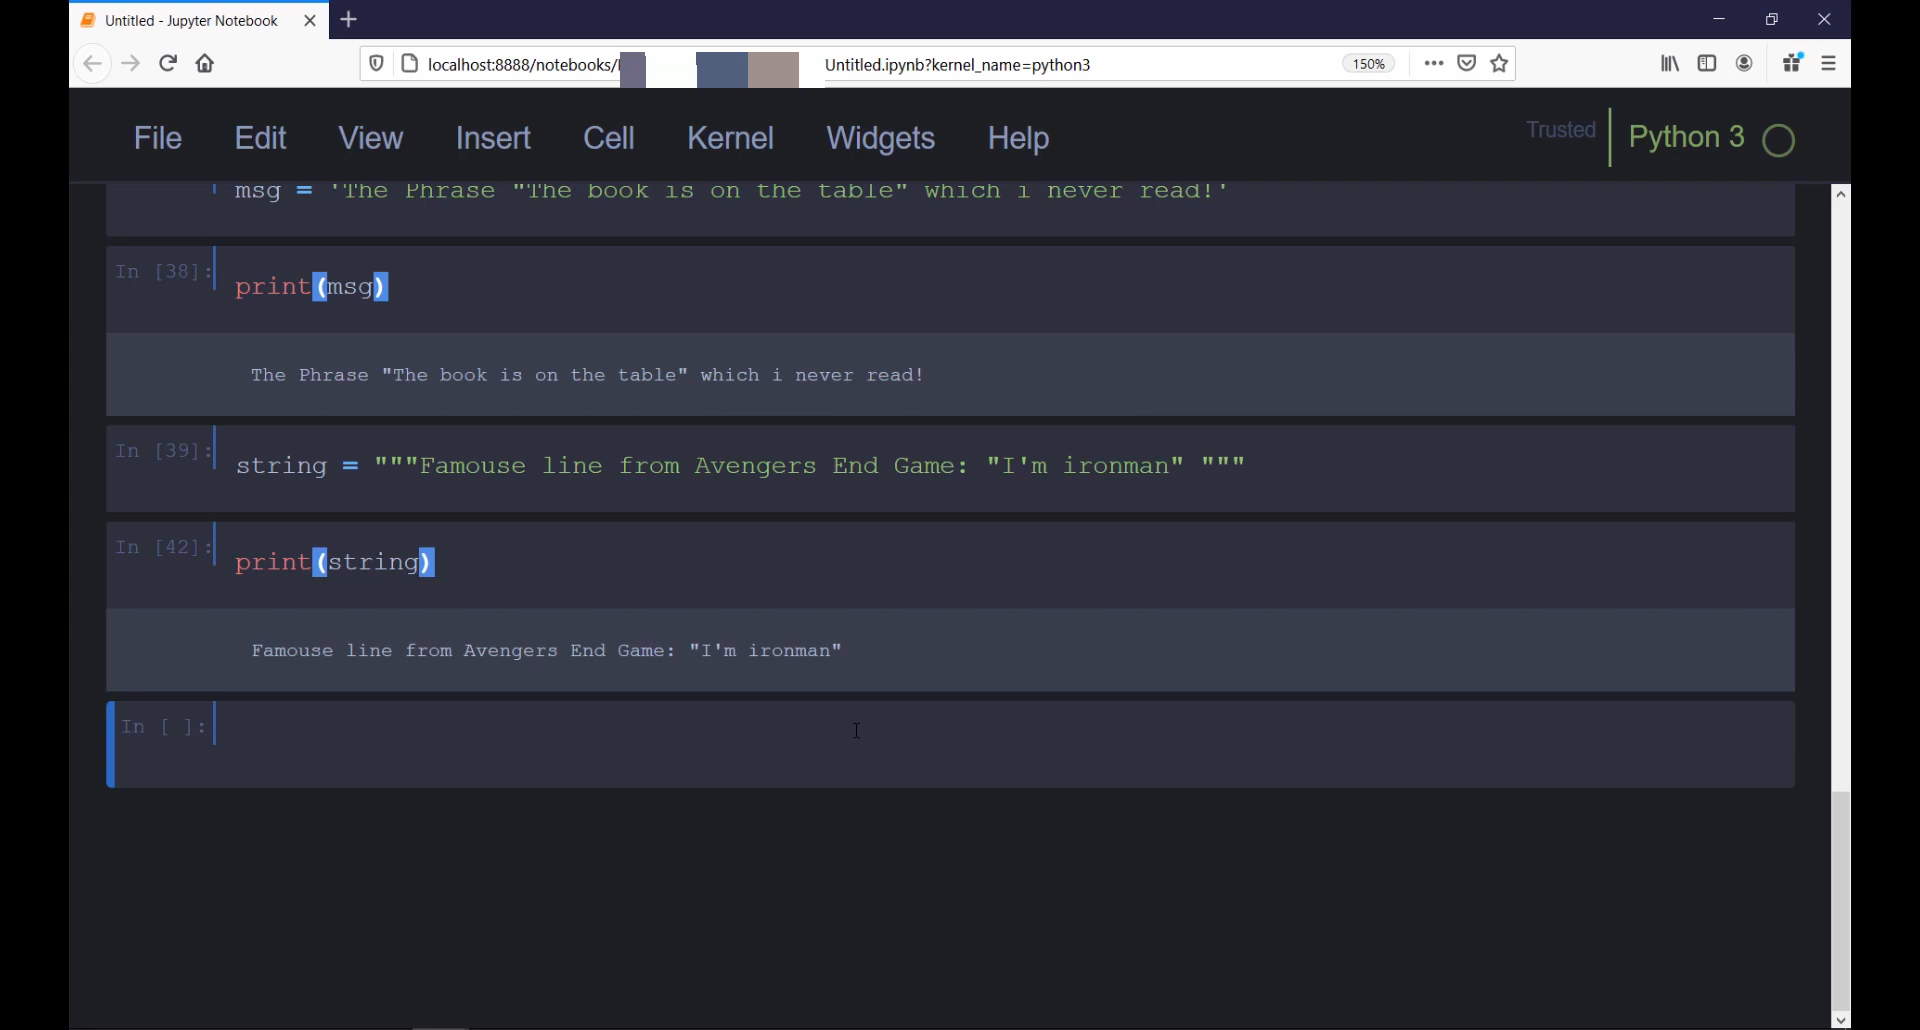 Untitled - Jupyter Notebook
localhost:8888/notebooks/ Untitled.ipynb?kernel_name=python3 150%
File Edit View Insert Cell Kernel Widgets Help Trusted Python 3
msg = 'The Phrase "The book is on the table" which i never read!'
In [38]: print(msg)
The Phrase "The book is on the table" which i never read!
In [39]: string = """Famouse line from Avengers End Game: "I'm ironman" """
In [42]: print(string)
Famouse line from Avengers End Game: "I'm ironman"
In [ ]: